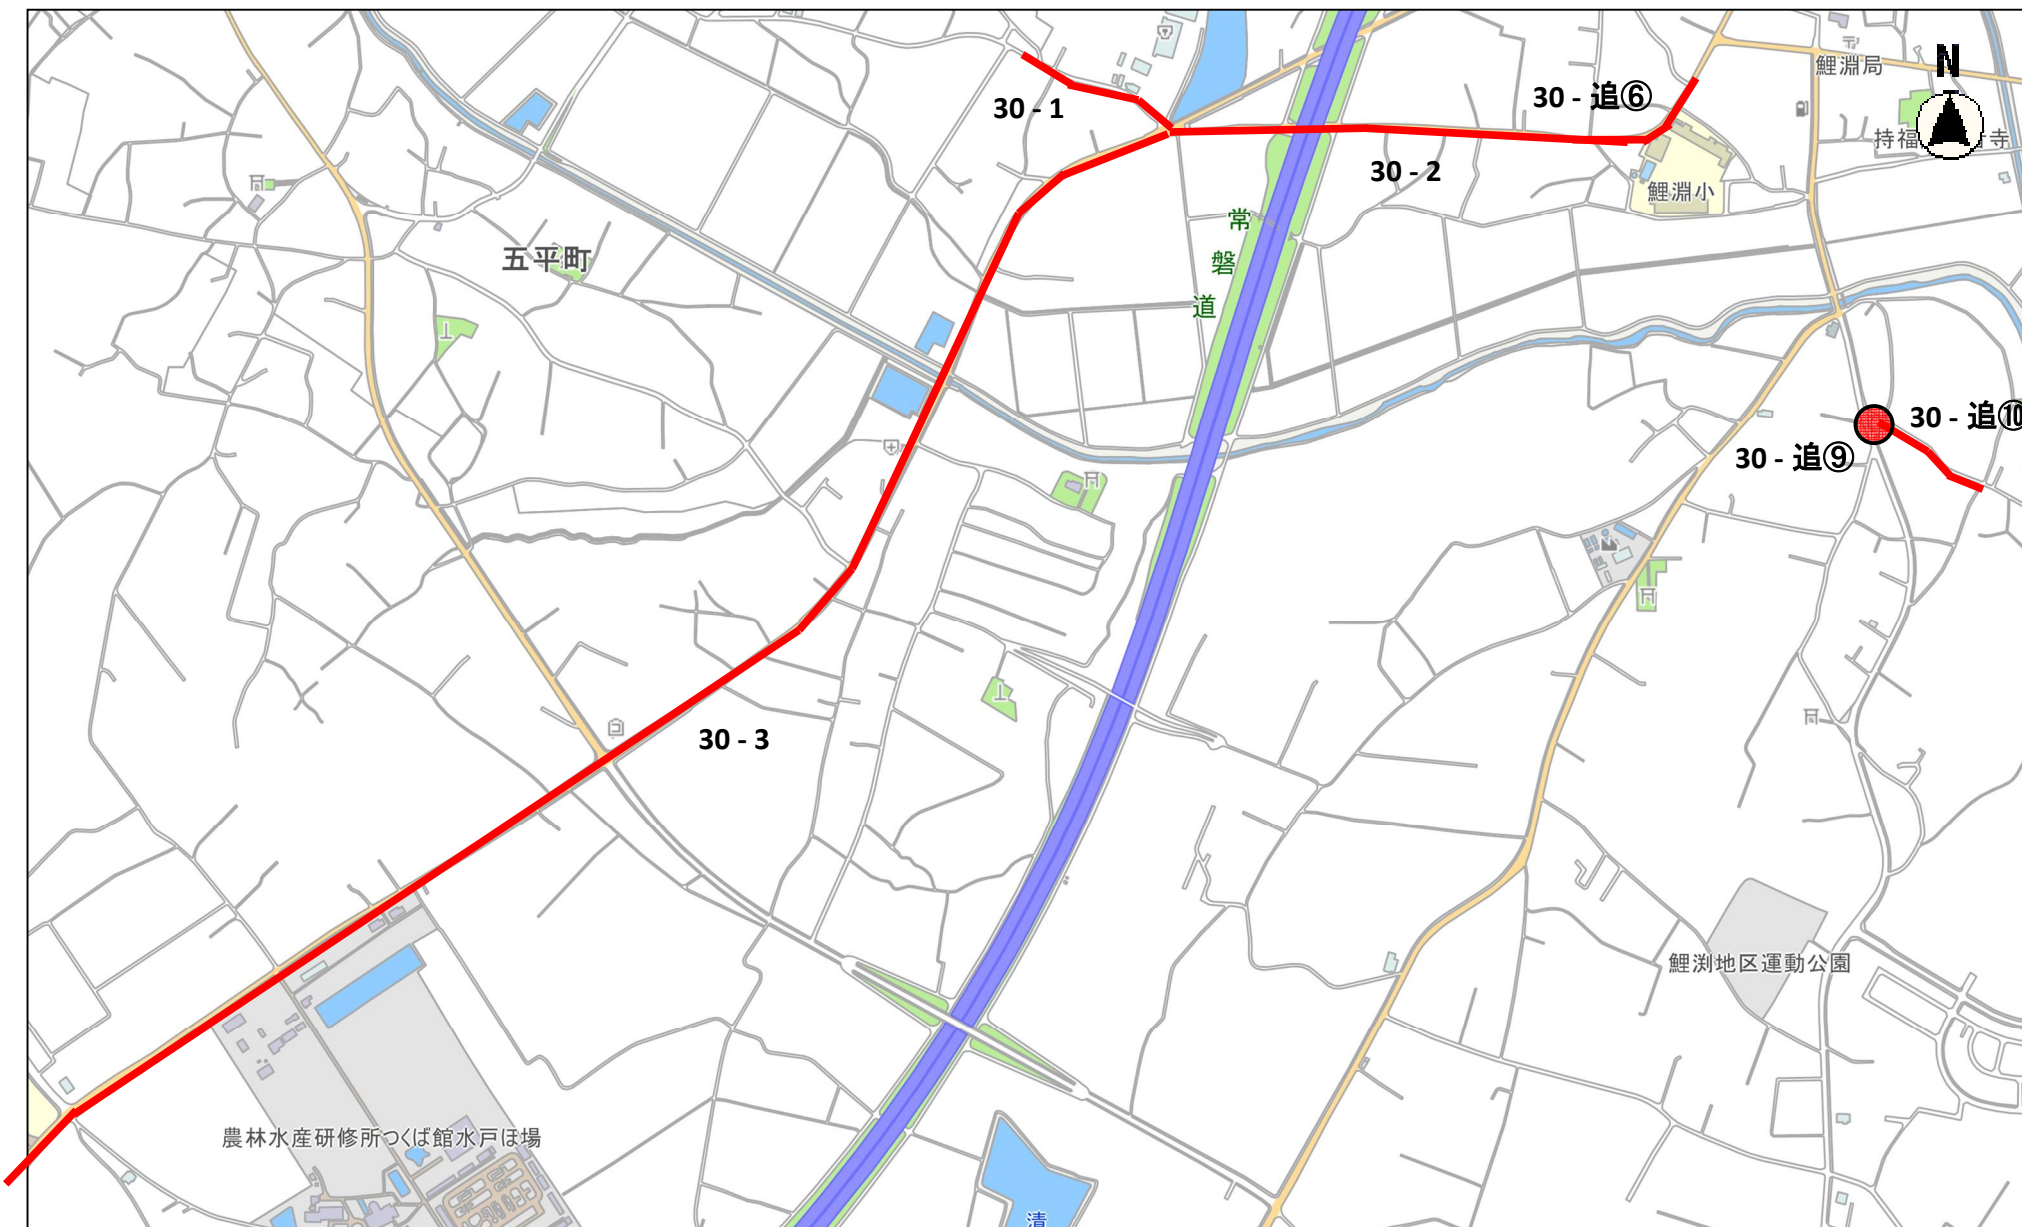 鯉淵局
N
30 - 追⑥
30 - 1
持福
寺
30 - 2
鯉淵小
常磐道
五平町
30 - 追⑩
30 - 追⑨
30 - 3
鯉渕地区運動公園
農林水産研修所つくば館水戸ほ場
清